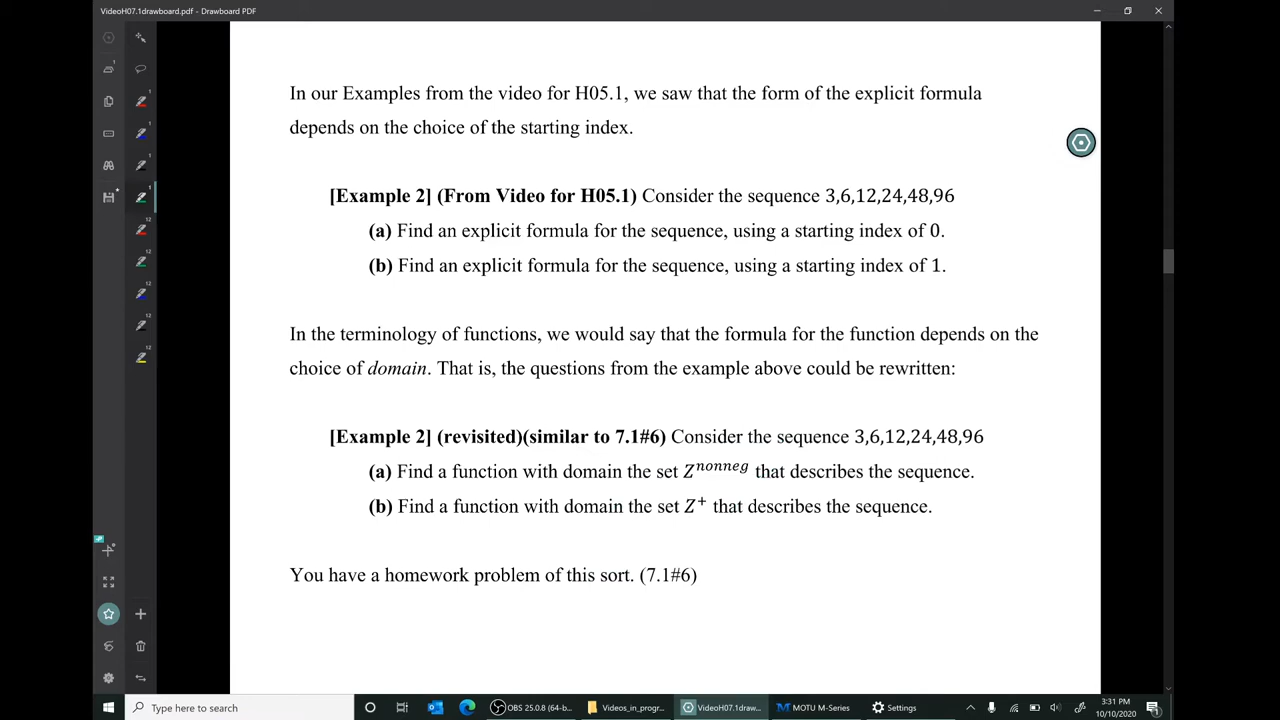 VideoH07.1drawboard.pdf - Drawboard PDF
In our Examples from the video for H05.1, we saw that the form of the explicit formula
depends on the choice of the starting index.
[Example 2] (From Video for H05.1) Consider the sequence 3,6,12,24,48,96
(a) Find an explicit formula for the sequence, using a starting index of 0.
(b) Find an explicit formula for the sequence, using a starting index of 1.
In the terminology of functions, we would say that the formula for the function depends on the
choice of domain. That is, the questions from the example above could be rewritten:
[Example 2] (revisited)(similar to 7.1#6) Consider the sequence 3,6,12,24,48,96
(a) Find a function with domain the set Z^nonneg that describes the sequence.
(b) Find a function with domain the set Z^+ that describes the sequence.
You have a homework problem of this sort. (7.1#6)
Type here to search
OBS 25.0.8 (64-b...
Videos_in_progr...
VideoH07.1draw...
MOTU M-Series
Settings
3:31 PM
10/10/2020